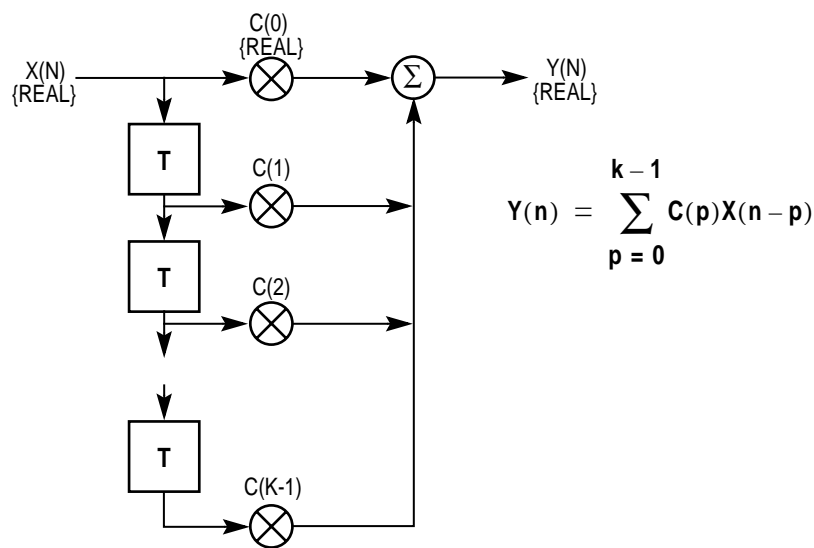 C(0)
{REAL}
X(N)
{REAL}
Σ
Y(N)
{REAL}
T
C(1)
T
C(2)
T
C(K-1)
k – 1
Y(n) = ∑ C(p)X(n – p)
p = 0